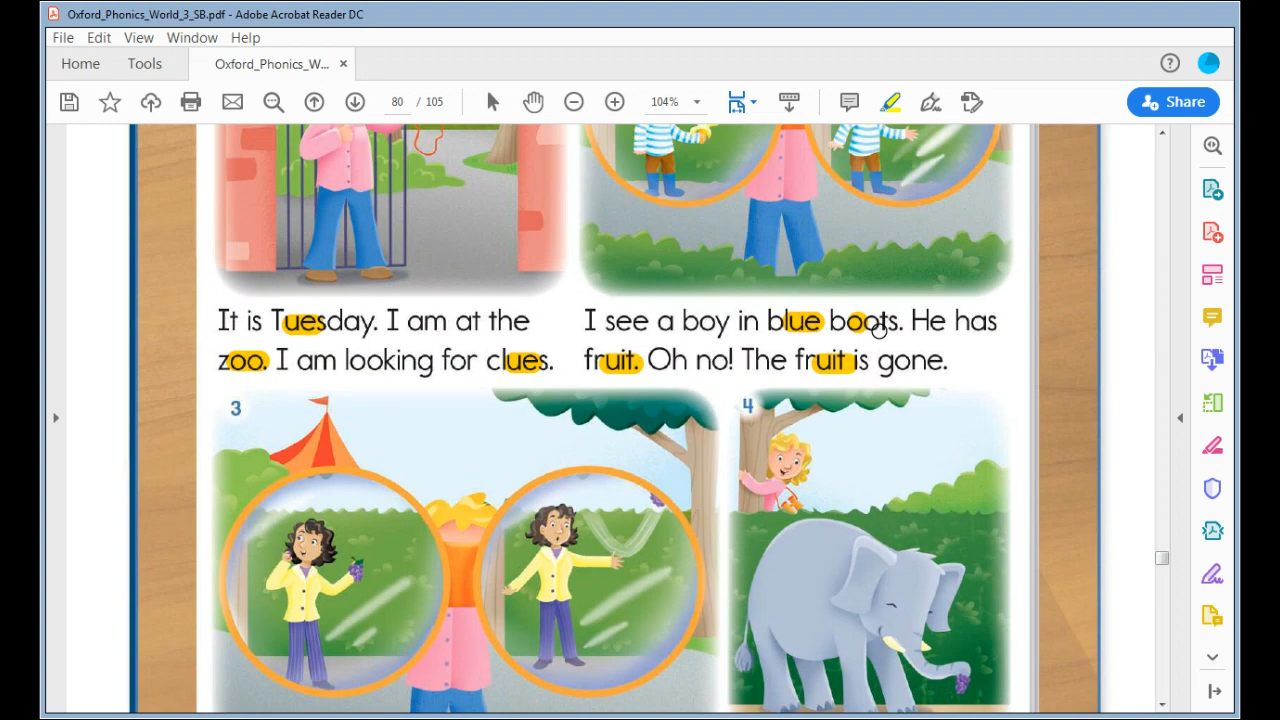 Oxford_Phonics_World_3_SB.pdf - Adobe Acrobat Reader DC
File Edit View Window Help
Home Tools Oxford_Phonics_W... ×
80 / 105 104% Share
It is Tuesday. I am at the
zoo. I am looking for clues.
I see a boy in blue boots. He has
fruit. Oh no! The fruit is gone.
3
4